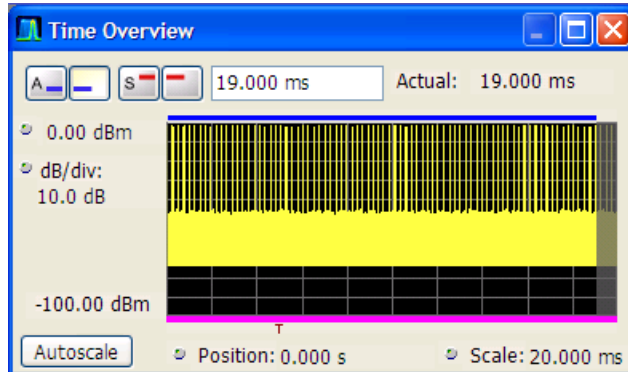 Time Overview
A S 19.000 ms Actual: 19.000 ms
0.00 dBm
dB/div:
10.0 dB
-100.00 dBm
T
Autoscale Position: 0.000 s Scale: 20.000 ms